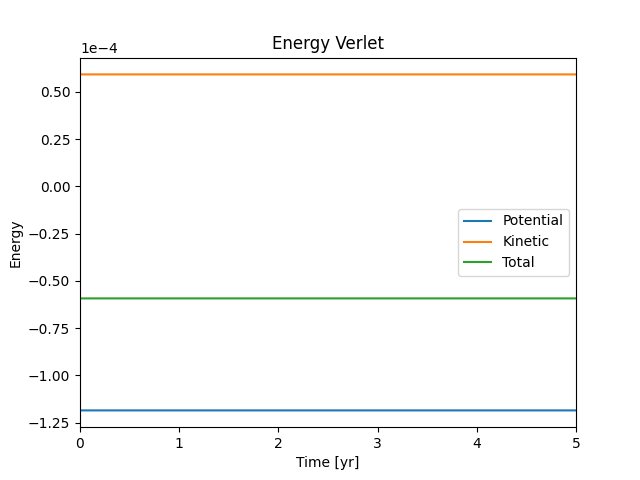 Energy Verlet
1e−4
0.50
0.25
0.00
−0.25
−0.50
−0.75
−1.00
−1.25
Energy
Potential
Kinetic
Total
0 1 2 3 4 5
Time [yr]